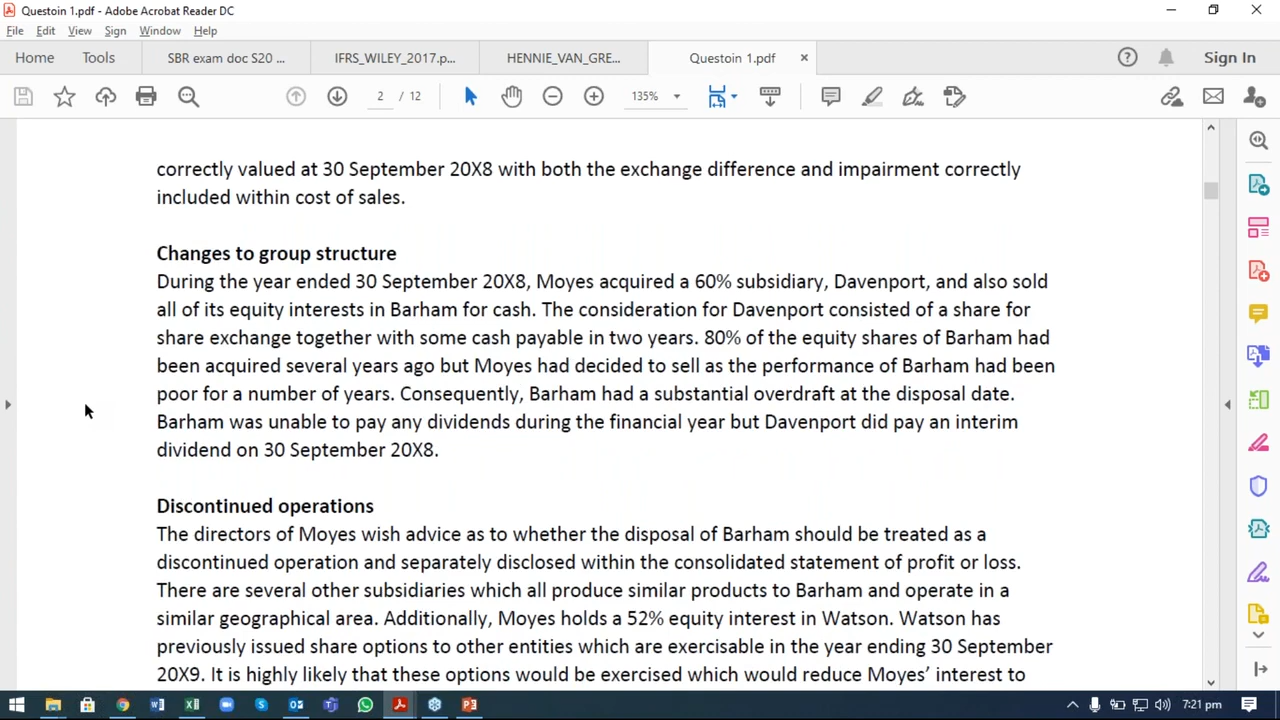 Questoin 1.pdf - Adobe Acrobat Reader DC
File Edit View Sign Window Help
Home Tools SBR exam doc S20 ... IFRS_WILEY_2017.p... HENNIE_VAN_GRE... Questoin 1.pdf × Sign In
2 / 12 135%
correctly valued at 30 September 20X8 with both the exchange difference and impairment correctly
included within cost of sales.
Changes to group structure
During the year ended 30 September 20X8, Moyes acquired a 60% subsidiary, Davenport, and also sold
all of its equity interests in Barham for cash. The consideration for Davenport consisted of a share for
share exchange together with some cash payable in two years. 80% of the equity shares of Barham had
been acquired several years ago but Moyes had decided to sell as the performance of Barham had been
poor for a number of years. Consequently, Barham had a substantial overdraft at the disposal date.
Barham was unable to pay any dividends during the financial year but Davenport did pay an interim
dividend on 30 September 20X8.
Discontinued operations
The directors of Moyes wish advice as to whether the disposal of Barham should be treated as a
discontinued operation and separately disclosed within the consolidated statement of profit or loss.
There are several other subsidiaries which all produce similar products to Barham and operate in a
similar geographical area. Additionally, Moyes holds a 52% equity interest in Watson. Watson has
previously issued share options to other entities which are exercisable in the year ending 30 September
20X9. It is highly likely that these options would be exercised which would reduce Moyes’ interest to
7:21 pm